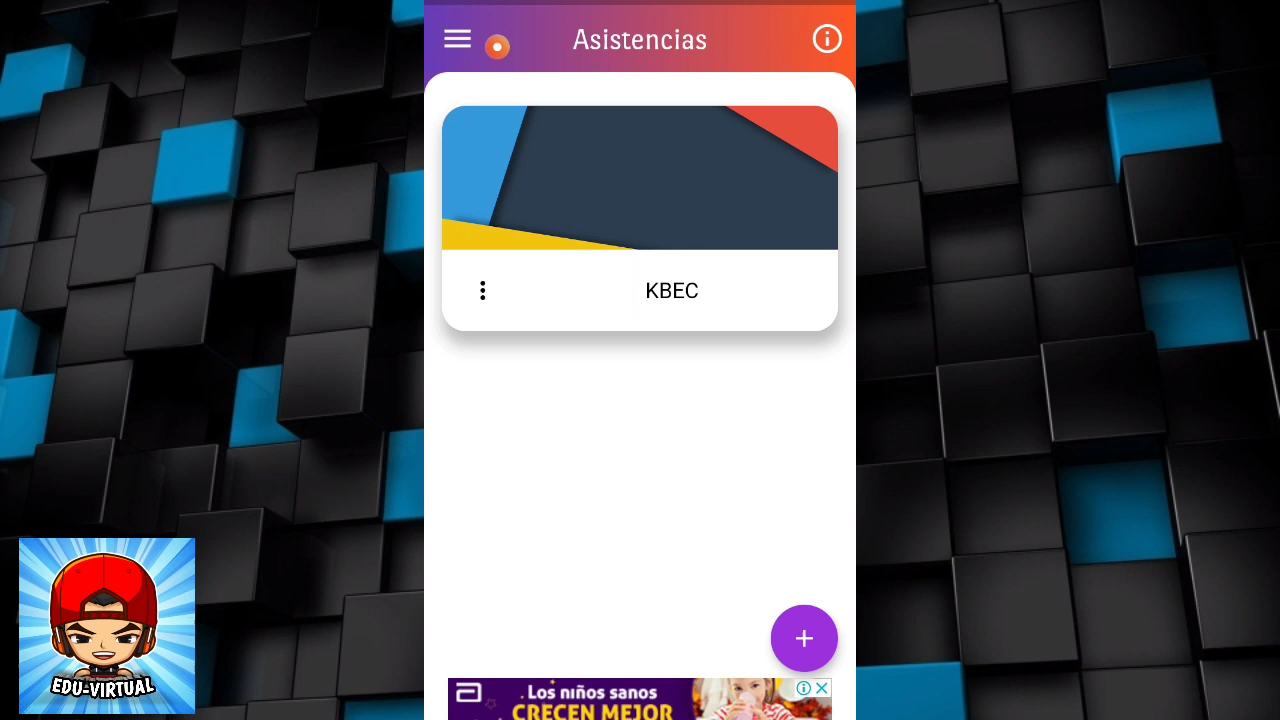 Asistencias
KBEC
Los niños sanos
CRECEN MEJOR
EDU-VIRTUAL